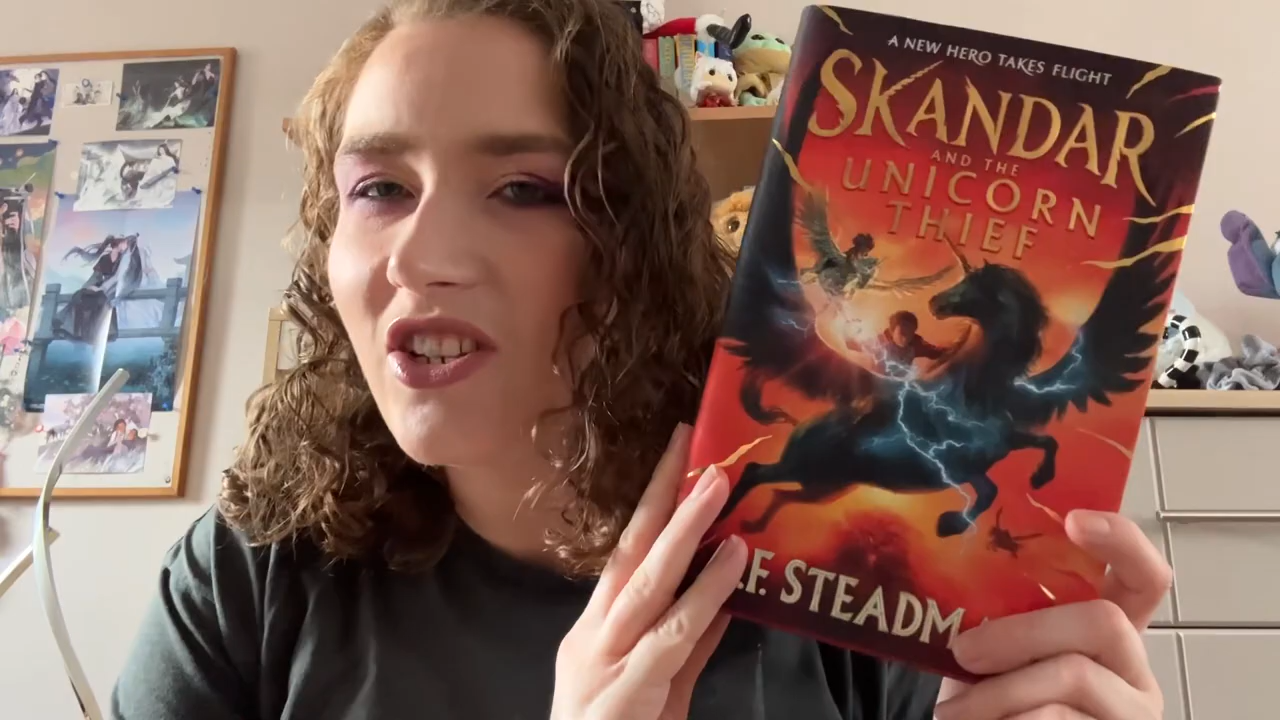 A NEW HERO TAKES FLIGHT
SKANDAR
AND THE
UNICORN
THIEF
.F. STEADM